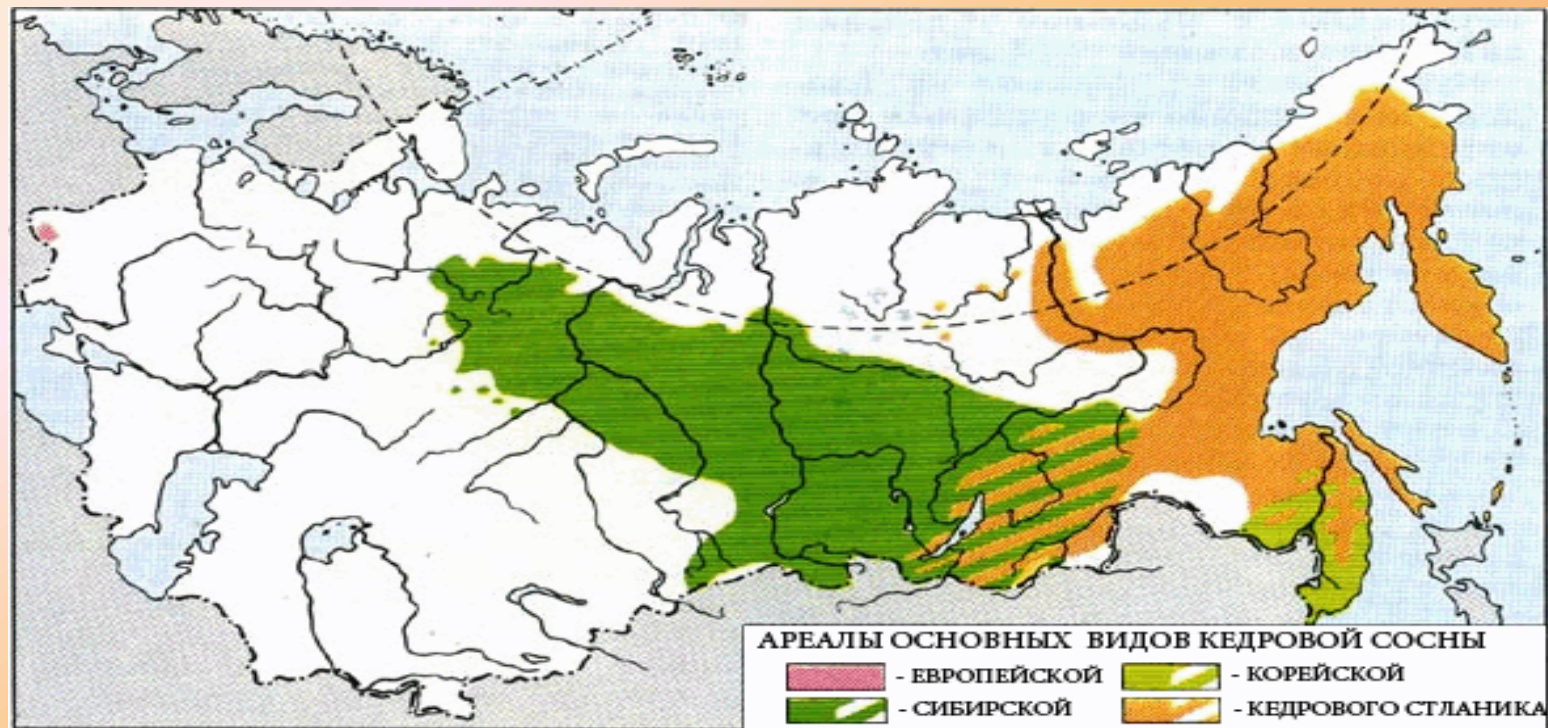 АРЕАЛЫ ОСНОВНЫХ ВИДОВ КЕДРОВОЙ СОСНЫ
- ЕВРОПЕЙСКОЙ
- КОРЕЙСКОЙ
- СИБИРСКОЙ
- КЕДРОВОГО СТЛАНИКА